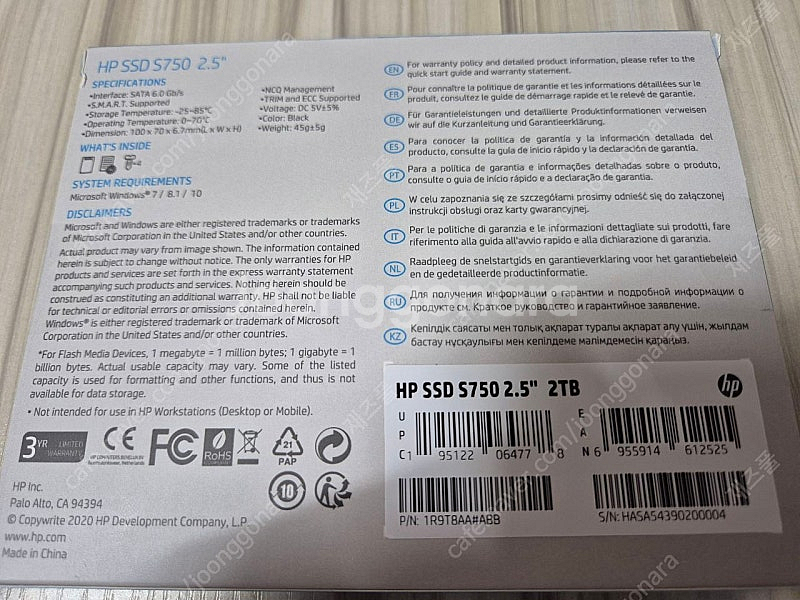 HP SSD S750 2.5"
SPECIFICATIONS
•Interface: SATA 6.0 Gb/s
•S.M.A.R.T. Supported
•Storage Temperature: -25~85°C
•Operating Temperature: 0~70°C
•Dimension: 100 x 70 x 6.7mm(L x W x H)
•NCQ Management
•TRIM and ECC Supported
•Voltage: DC 5V±5%
•Color: Black
•Weight: 45g±5g
WHAT'S INSIDE
SYSTEM REQUIREMENTS
Microsoft Windows® 7 / 8.1 / 10
DISCLAIMERS
Microsoft and Windows are either registered trademarks or trademarks
of Microsoft Corporation in the United States and/or other countries.
Actual product may vary from image shown. The information contained
herein is subject to change without notice. The only warranties for HP
products and services are set forth in the express warranty statement
accompanying such products and services. Nothing herein should be
construed as constituting an additional warranty. HP shall not be liable
for technical or editorial errors or omissions contained herein.
Windows® is either registered trademark or trademark of Microsoft
Corporation in the United States and/or other countries.
*For Flash Media Devices, 1 megabyte = 1 million bytes; 1 gigabyte = 1
billion bytes. Actual usable capacity may vary. Some of the listed
capacity is used for formatting and other functions, and thus is not
available for data storage.
• Not intended for use in HP Workstations (Desktop or Mobile).
3YR LIMITED WARRANTY
CE
FC
RoHS
21
PAP
10
HP Inc.
Palo Alto, CA 94394
© Copywrite 2020 HP Development Company, L.P.
www.hp.com
Made in China
EN For warranty policy and detailed product information, please refer to the
quick start guide and warranty statement.
FR Pour connaître la politique de garantie et les informations détaillées sur le
produit, consultez le guide de démarrage rapide et le relevé de garantie.
DE Für Garantieleistungen und detaillierte Produktinformationen verweisen
wir auf die Kurzanleitung und Garantieerklärung.
ES Para conocer la política de garantía y la información detallada del
producto, consulte la guía de inicio rápido y la declaración de garantía.
PT Para a política de garantia e informações detalhadas sobre o produto,
consulte o guia de início rápido e a declaração de garantia.
PL W celu zapoznania się ze szczegółami prosimy odnieść się do załączonej
instrukcji obsługi oraz karty gwarancyjnej.
IT Per le politiche di garanzia e le informazioni dettagliate sui prodotti, fare
riferimento alla guida all'avvio rapido e alla dichiarazione di garanzia.
NL Raadpleeg de snelstartgids en garantieverklaring voor het garantiebeleid
en de gedetailleerde productinformatie.
RU Для получения информации о гарантии и подробной информации о
продукте см. Краткое руководство и гарантийное заявление.
KZ Кепілдік саясаты мен толық ақпарат туралы ақпарат алу үшін, жылдам
бастау нұсқаулығы мен кепілдеме мәлімдемесін қараңыз.
HP SSD S750 2.5" 2TB
hp
UPC 1 95122 06477 8
EAN 6 955914 612525
P/N: 1R9T8AA#ABB
S/N: HASA54390200004
joonggonara
cafe.naver.com/joonggonara
세즈풀